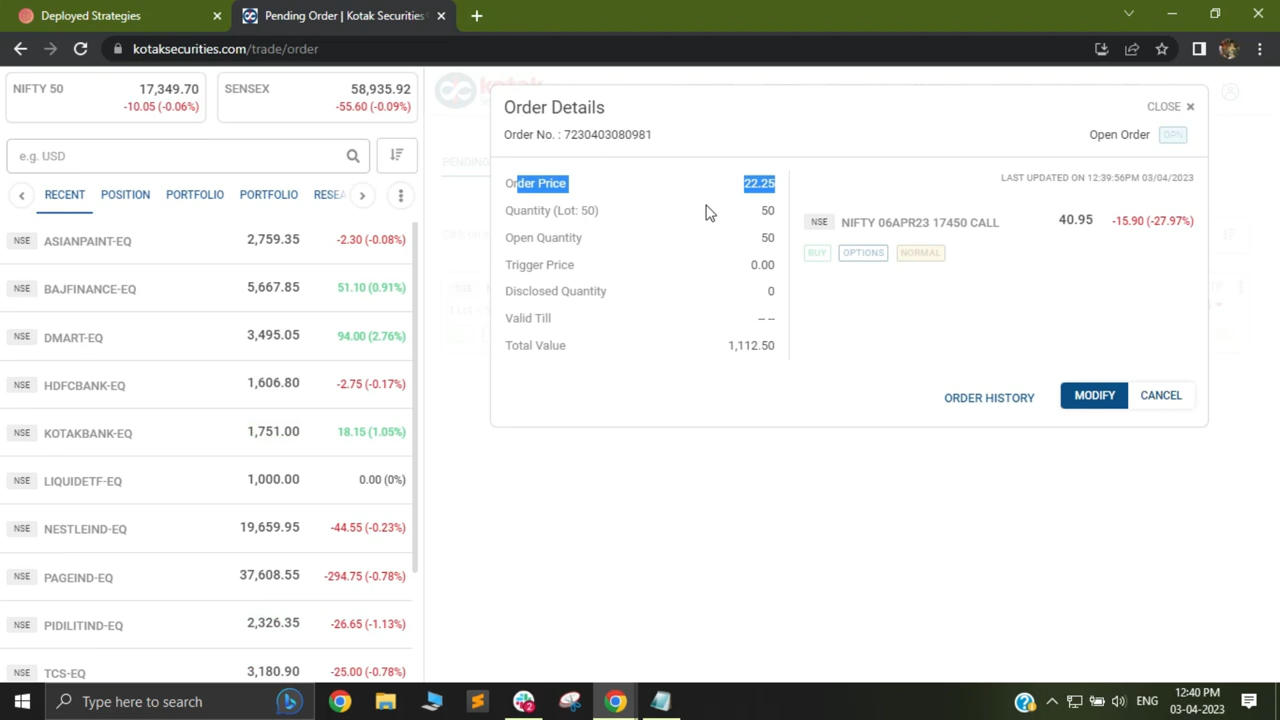 Deployed Strategies
Pending Order | Kotak Securities
kotaksecurities.com/trade/order
NIFTY 50 17,349.70
-10.05 (-0.06%)
SENSEX 58,935.92
-55.60 (-0.09%)
e.g. USD
RECENT POSITION PORTFOLIO PORTFOLIO RESEA
NSE ASIANPAINT-EQ 2,759.35 -2.30 (-0.08%)
NSE BAJFINANCE-EQ 5,667.85 51.10 (0.91%)
NSE DMART-EQ 3,495.05 94.00 (2.76%)
NSE HDFCBANK-EQ 1,606.80 -2.75 (-0.17%)
NSE KOTAKBANK-EQ 1,751.00 18.15 (1.05%)
NSE LIQUIDETF-EQ 1,000.00 0.00 (0%)
NSE NESTLEIND-EQ 19,659.95 -44.55 (-0.23%)
NSE PAGEIND-EQ 37,608.55 -294.75 (-0.78%)
NSE PIDILITIND-EQ 2,326.35 -26.65 (-1.13%)
NSE TCS-EQ 3,180.90 -25.00 (-0.78%)
kotak
PENDING
Order Details
CLOSE ×
Order No. : 7230403080981
Open Order OPN
Order Price 22.25
Quantity (Lot: 50) 50
Open Quantity 50
Trigger Price 0.00
Disclosed Quantity 0
Valid Till -- --
Total Value 1,112.50
LAST UPDATED ON 12:39:56PM 03/04/2023
NSE NIFTY 06APR23 17450 CALL 40.95 -15.90 (-27.97%)
BUY OPTIONS NORMAL
ORDER HISTORY MODIFY CANCEL
Type here to search
2
ENG
12:40 PM
03-04-2023